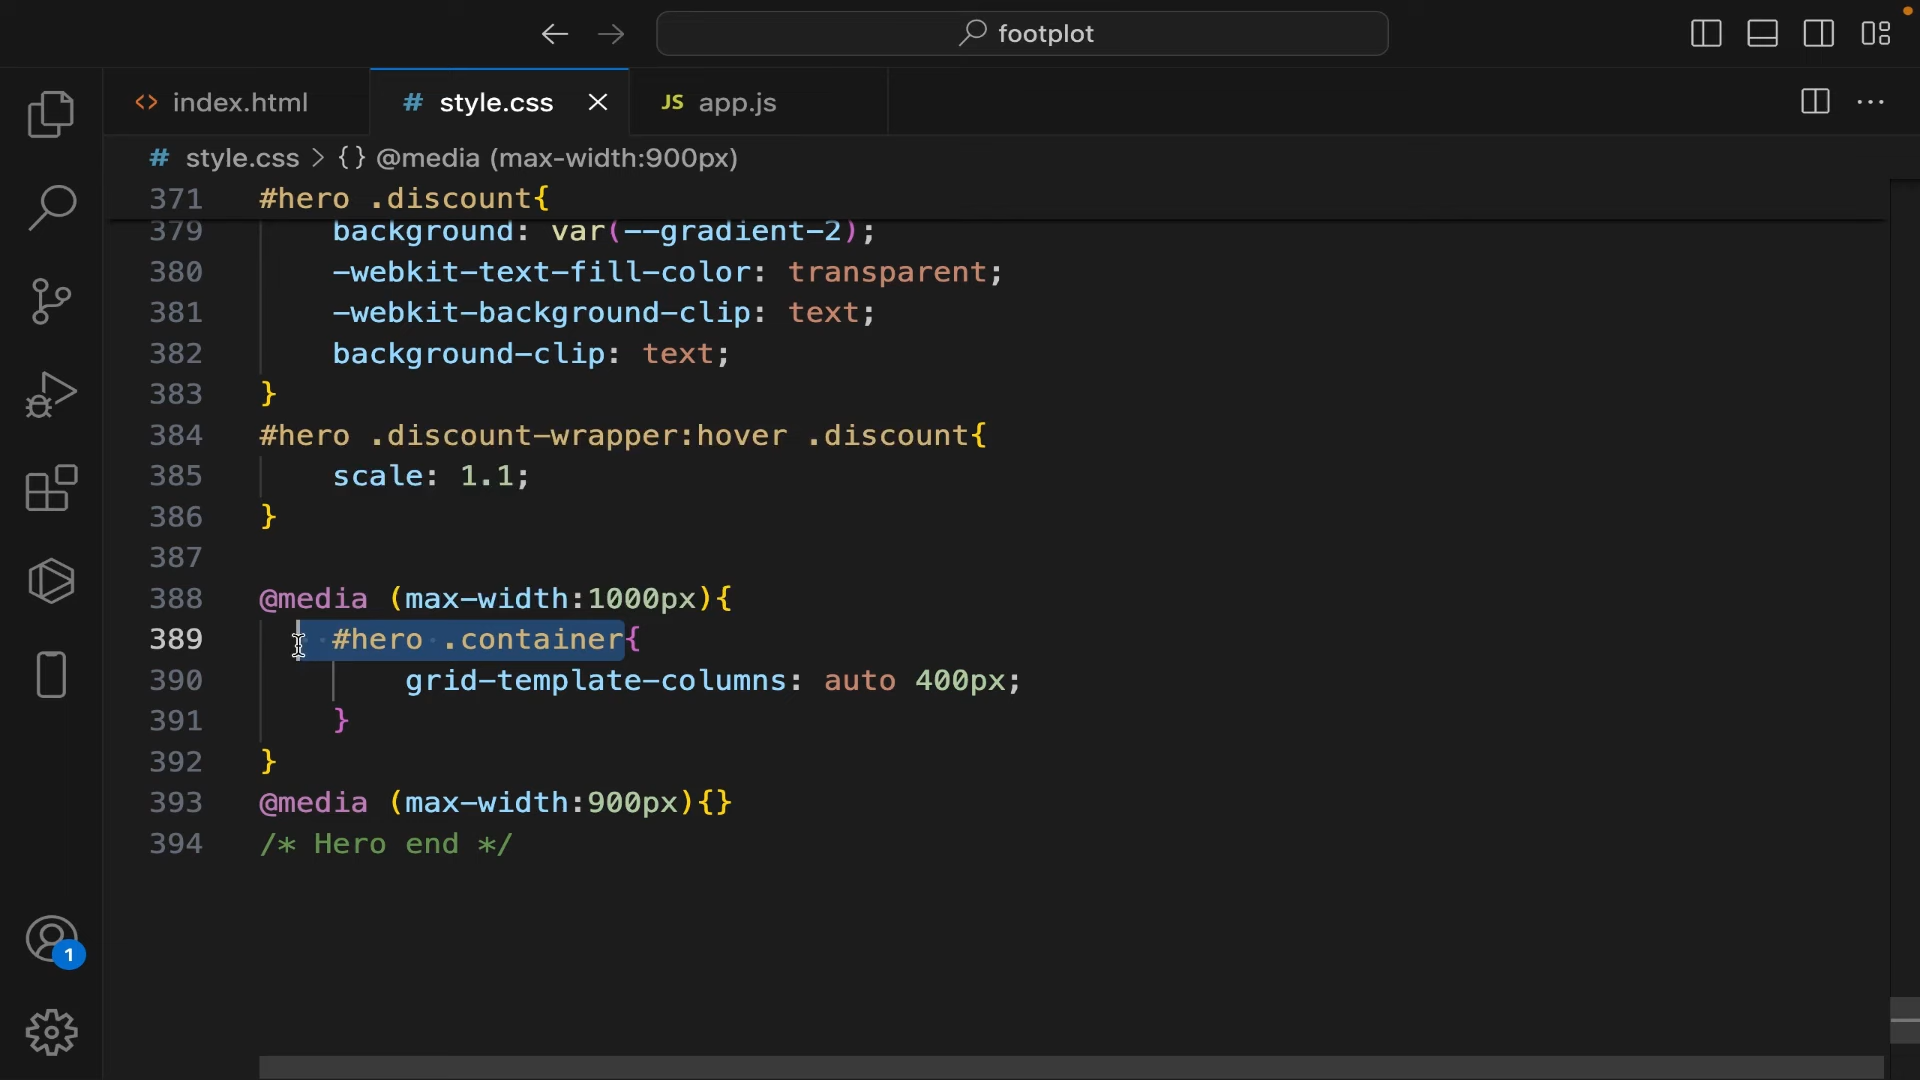 footplot
<> index.html
# style.css
JS app.js
# style.css > {} @media (max-width:900px)
371 #hero .discount{
379 background: var(--gradient-2);
380 -webkit-text-fill-color: transparent;
381 -webkit-background-clip: text;
382 background-clip: text;
383 }
384 #hero .discount-wrapper:hover .discount{
385 scale: 1.1;
386 }
387
388 @media (max-width:1000px){
389 #hero .container{
390 grid-template-columns: auto 400px;
391 }
392 }
393 @media (max-width:900px){}
394 /* Hero end */
1